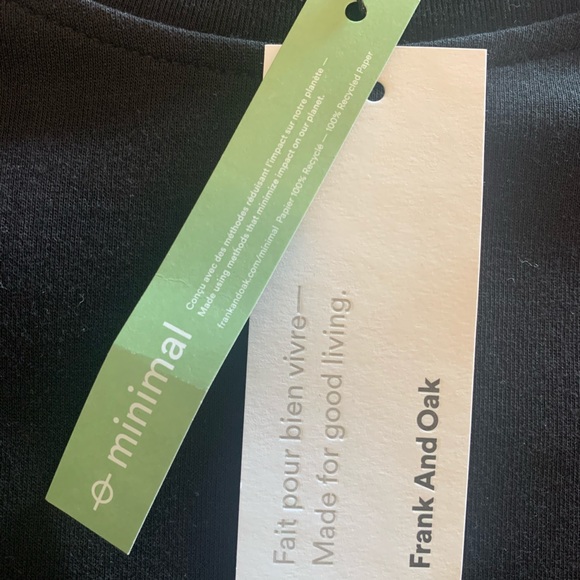 minimal
Conçu avec des méthodes réduisant l'impact sur notre planète —
Made using methods that minimize impact on our planet.
frankandoak.com/minimal Papier 100% Recyclé — 100% Recycled Paper
Fait pour bien vivre—
Made for good living.
Frank And Oak